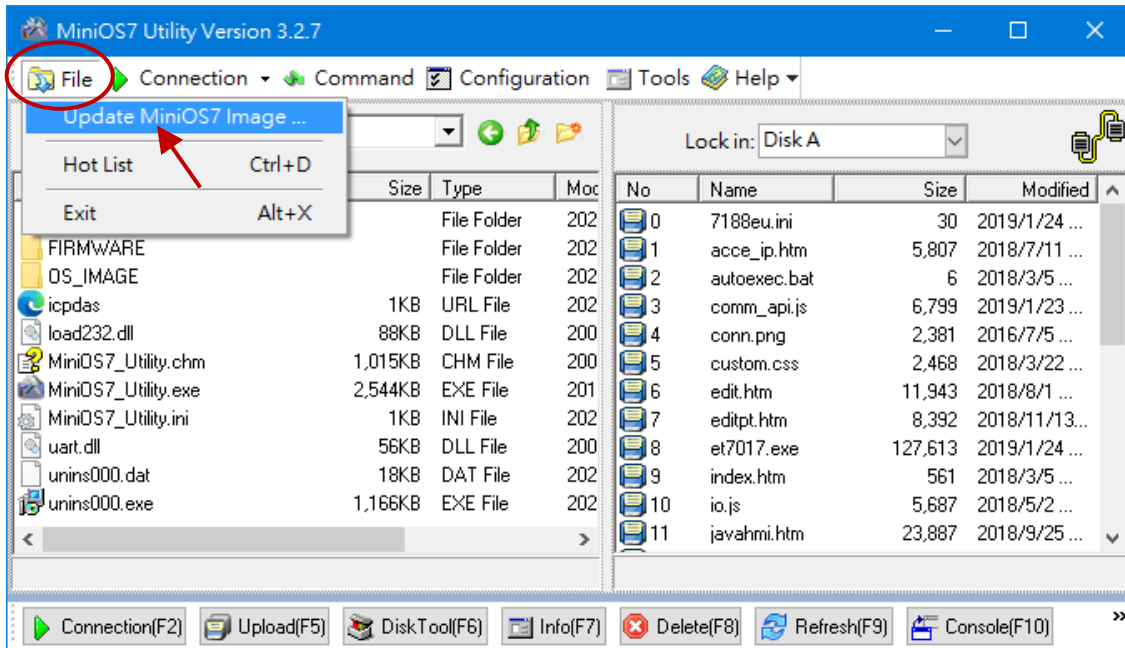 MiniOS7 Utility Version 3.2.7
File Connection Command Configuration Tools Help
Update MiniOS7 Image ...
Hot List Ctrl+D
Exit Alt+X
Lock in: Disk A
Size Type Mod
File Folder 202
FIRMWARE File Folder 202
OS_IMAGE File Folder 202
icpdas 1KB URL File 202
load232.dll 88KB DLL File 200
MiniOS7_Utility.chm 1,015KB CHM File 200
MiniOS7_Utility.exe 2,544KB EXE File 201
MiniOS7_Utility.ini 1KB INI File 202
uart.dll 56KB DLL File 200
unins000.dat 18KB DAT File 202
unins000.exe 1,166KB EXE File 202
No Name Size Modified
0 7188eu.ini 30 2019/1/24 ...
1 acce_ip.htm 5,807 2018/7/11 ...
2 autoexec.bat 6 2018/3/5 ...
3 comm_api.js 6,799 2019/1/23 ...
4 conn.png 2,381 2016/7/5 ...
5 custom.css 2,468 2018/3/22 ...
6 edit.htm 11,943 2018/8/1 ...
7 editpt.htm 8,392 2018/11/13...
8 et7017.exe 127,613 2019/1/24 ...
9 index.htm 561 2018/3/5 ...
10 io.js 5,687 2018/5/2 ...
11 javahmi.htm 23,887 2018/9/25 ...
Connection(F2) Upload(F5) DiskTool(F6) Info(F7) Delete(F8) Refresh(F9) Console(F10)